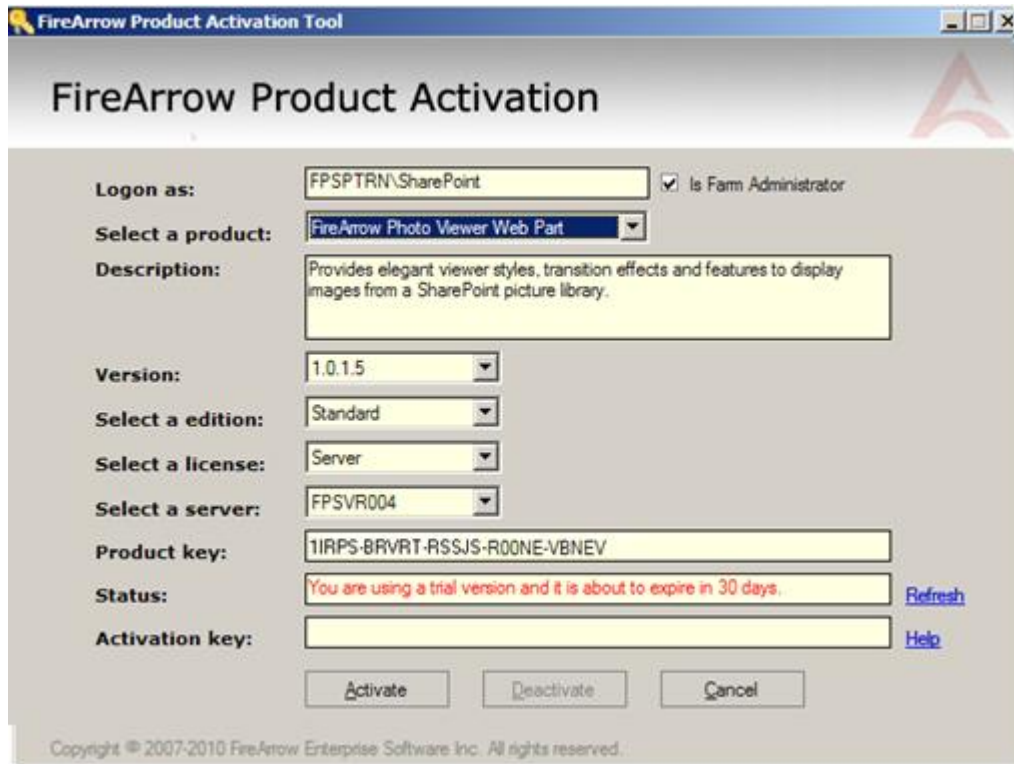 FireArrow Product Activation Tool
FireArrow Product Activation
Logon as: FPSPTRN\SharePoint Is Farm Administrator
Select a product: FireArrow Photo Viewer Web Part
Description: Provides elegant viewer styles, transition effects and features to display
images from a SharePoint picture library.
Version: 1.0.1.5
Select a edition: Standard
Select a license: Server
Select a server: FPSVR004
Product key: 1IRPS-BRVRT-RSSJS-R00NE-VBNEV
Status: You are using a trial version and it is about to expire in 30 days. Refresh
Activation key: Help
Activate Deactivate Cancel
Copyright © 2007-2010 FireArrow Enterprise Software Inc. All rights reserved.